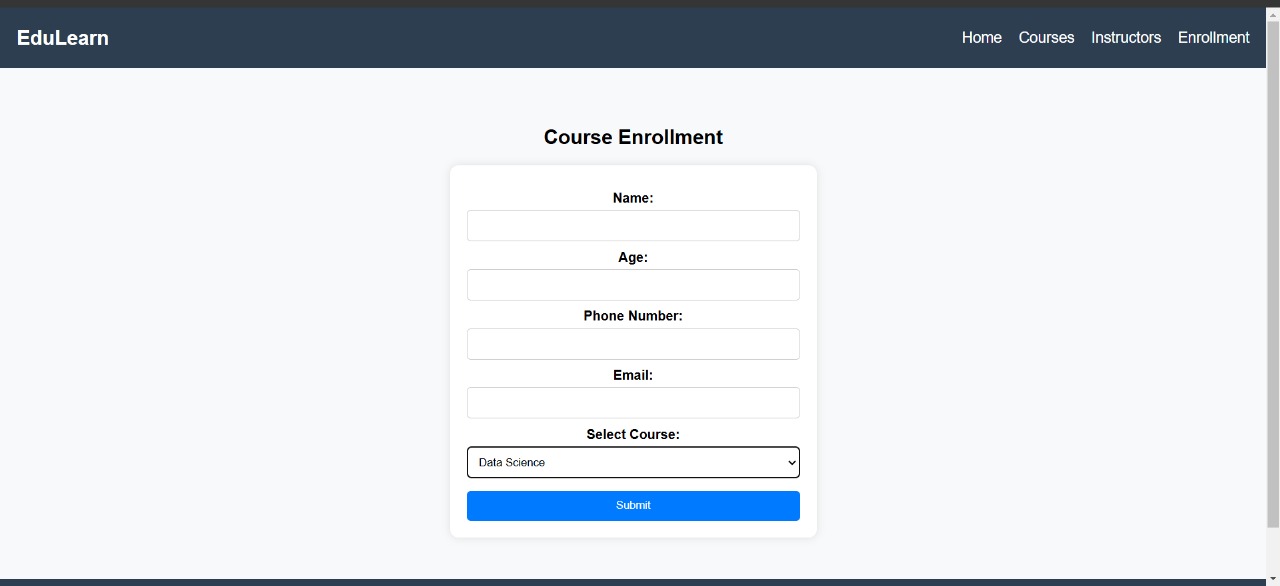 EduLearn
Home Courses Instructors Enrollment
Course Enrollment
Name:
Age:
Phone Number:
Email:
Select Course:
Data Science
Submit